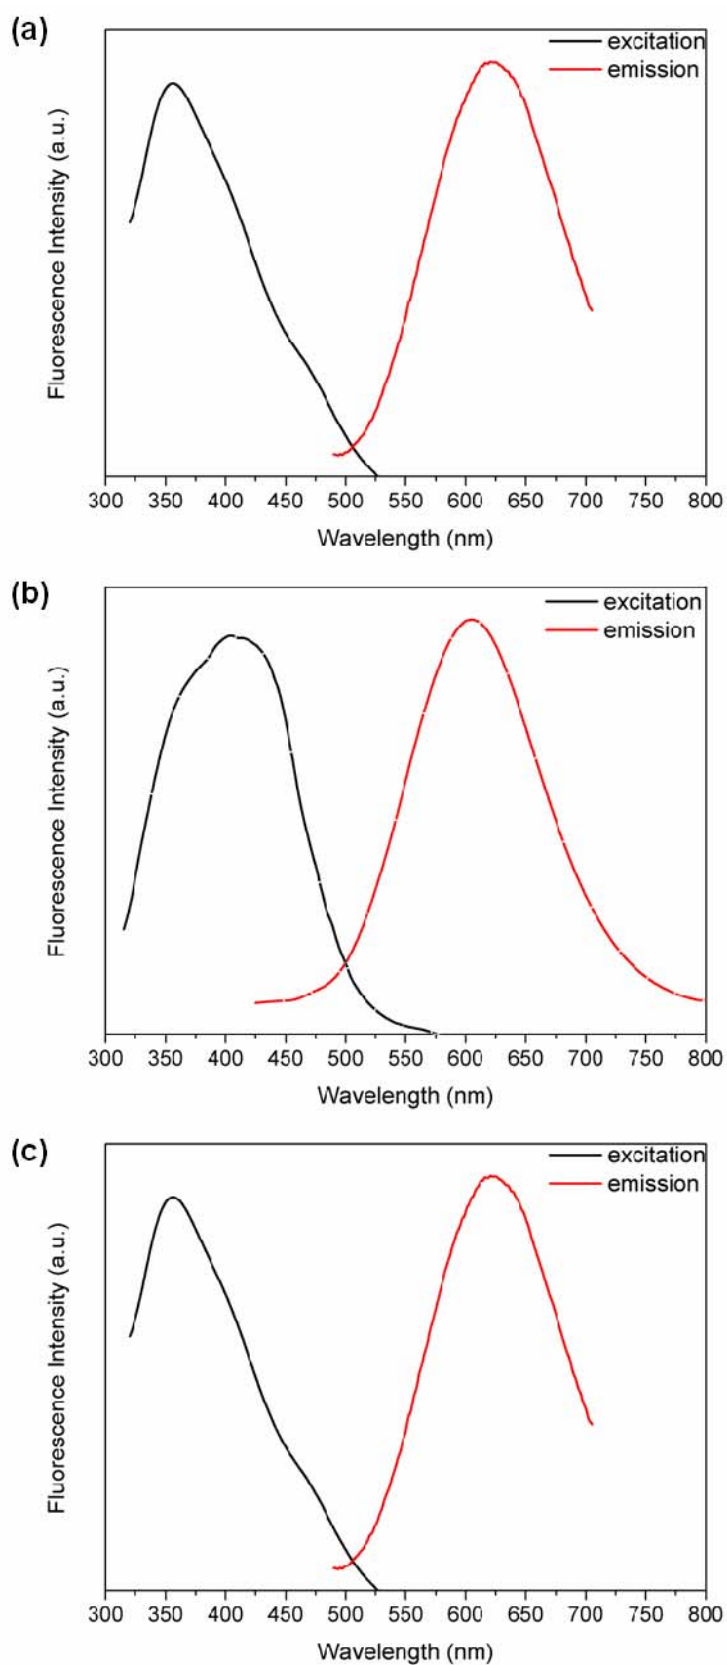 (a)
excitation
emission
Fluorescence Intensity (a.u.)
300 350 400 450 500 550 600 650 700 750 800
Wavelength (nm)
(b)
excitation
emission
Fluorescence Intensity (a.u.)
300 350 400 450 500 550 600 650 700 750 800
Wavelength (nm)
(c)
excitation
emission
Fluorescence Intensity (a.u.)
300 350 400 450 500 550 600 650 700 750 800
Wavelength (nm)